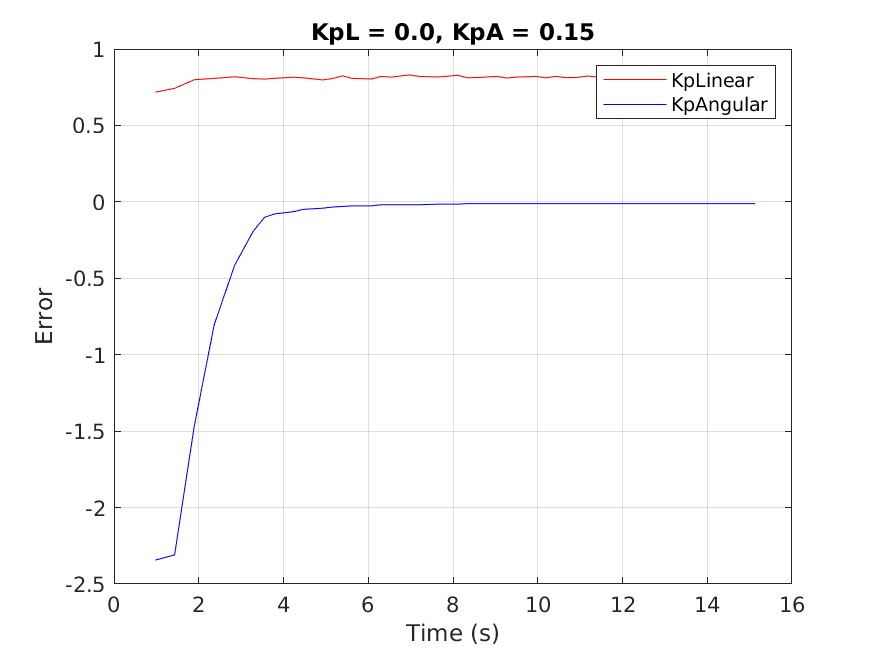 KpL = 0.0, KpA = 0.15
1
0.5
0
-0.5
-1
-1.5
-2
-2.5
KpLinear
KpAngular
Error
0 2 4 6 8 10 12 14 16
Time (s)